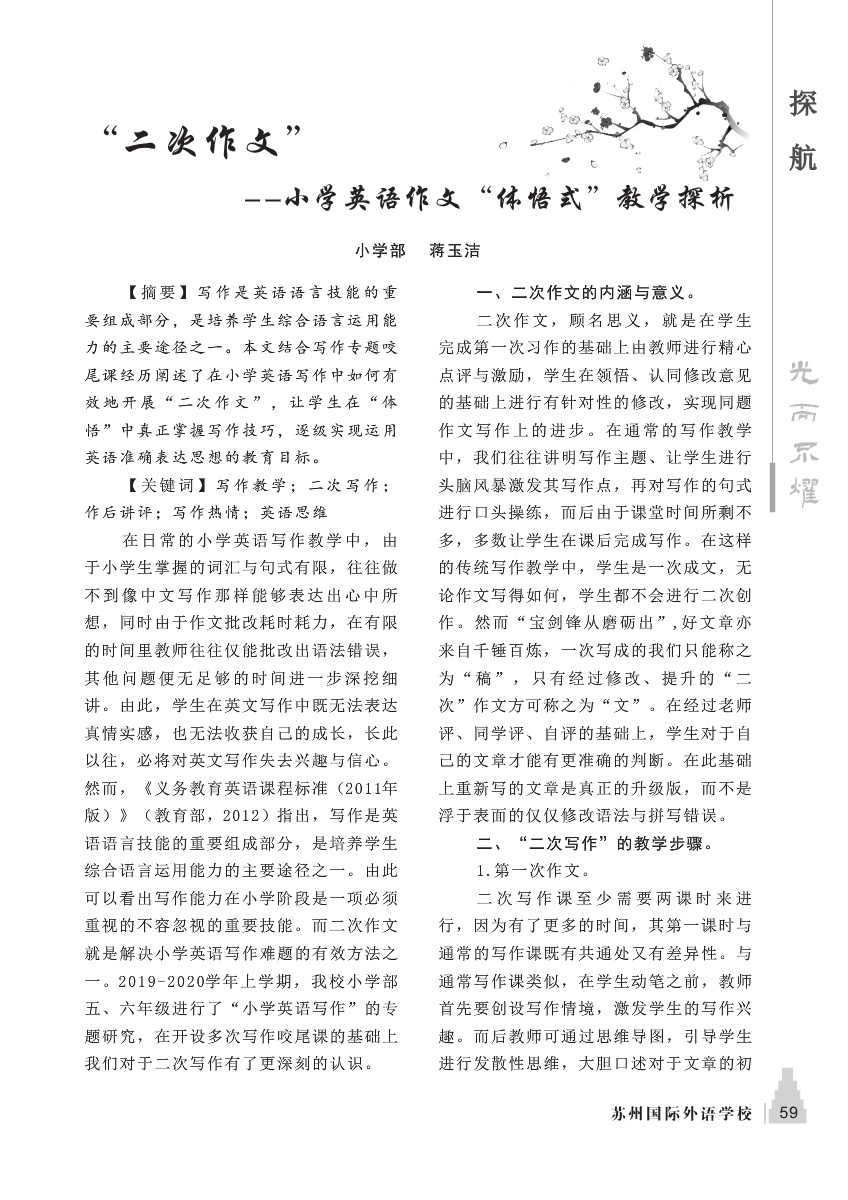 “二次作文”
——小学英语作文“体悟式”教学探析
小学部 蒋玉洁
【摘要】写作是英语语言技能的重
要组成部分，是培养学生综合语言运用能
力的主要途径之一。本文结合写作专题咬
尾课经历阐述了在小学英语写作中如何有
效地开展“二次作文”，让学生在“体
悟”中真正掌握写作技巧，逐级实现运用
英语准确表达思想的教育目标。
【关键词】写作教学；二次写作；
作后讲评；写作热情；英语思维
在日常的小学英语写作教学中，由
于小学生掌握的词汇与句式有限，往往做
不到像中文写作那样能够表达出心中所
想，同时由于作文批改耗时耗力，在有限
的时间里教师往往仅能批改出语法错误，
其他问题便无足够的时间进一步深挖细
讲。由此，学生在英文写作中既无法表达
真情实感，也无法收获自己的成长，长此
以往，必将对英文写作失去兴趣与信心。
然而，《义务教育英语课程标准（2011年
版）》（教育部，2012）指出，写作是英
语语言技能的重要组成部分，是培养学生
综合语言运用能力的主要途径之一。由此
可以看出写作能力在小学阶段是一项必须
重视的不容忽视的重要技能。而二次作文
就是解决小学英语写作难题的有效方法之
一。2019-2020学年上学期，我校小学部
五、六年级进行了“小学英语写作”的专
题研究，在开设多次写作咬尾课的基础上
我们对于二次写作有了更深刻的认识。
一、二次作文的内涵与意义。
二次作文，顾名思义，就是在学生
完成第一次习作的基础上由教师进行精心
点评与激励，学生在领悟、认同修改意见
的基础上进行有针对性的修改，实现同题
作文写作上的进步。在通常的写作教学
中，我们往往讲明写作主题、让学生进行
头脑风暴激发其写作点，再对写作的句式
进行口头操练，而后由于课堂时间所剩不
多，多数让学生在课后完成写作。在这样
的传统写作教学中，学生是一次成文，无
论作文写得如何，学生都不会进行二次创
作。然而“宝剑锋从磨砺出”,好文章亦
来自千锤百炼，一次写成的我们只能称之
为“稿”，只有经过修改、提升的“二
次”作文方可称之为“文”。在经过老师
评、同学评、自评的基础上，学生对于自
己的文章才能有更准确的判断。在此基础
上重新写的文章是真正的升级版，而不是
浮于表面的仅仅修改语法与拼写错误。
二、“二次写作”的教学步骤。
1.第一次作文。
二次写作课至少需要两课时来进
行，因为有了更多的时间，其第一课时与
通常的写作课既有共通处又有差异性。与
通常写作课类似，在学生动笔之前，教师
首先要创设写作情境，激发学生的写作兴
趣。而后教师可通过思维导图，引导学生
进行发散性思维，大胆口述对于文章的初
探航
光而不耀
苏州国际外语学校 59